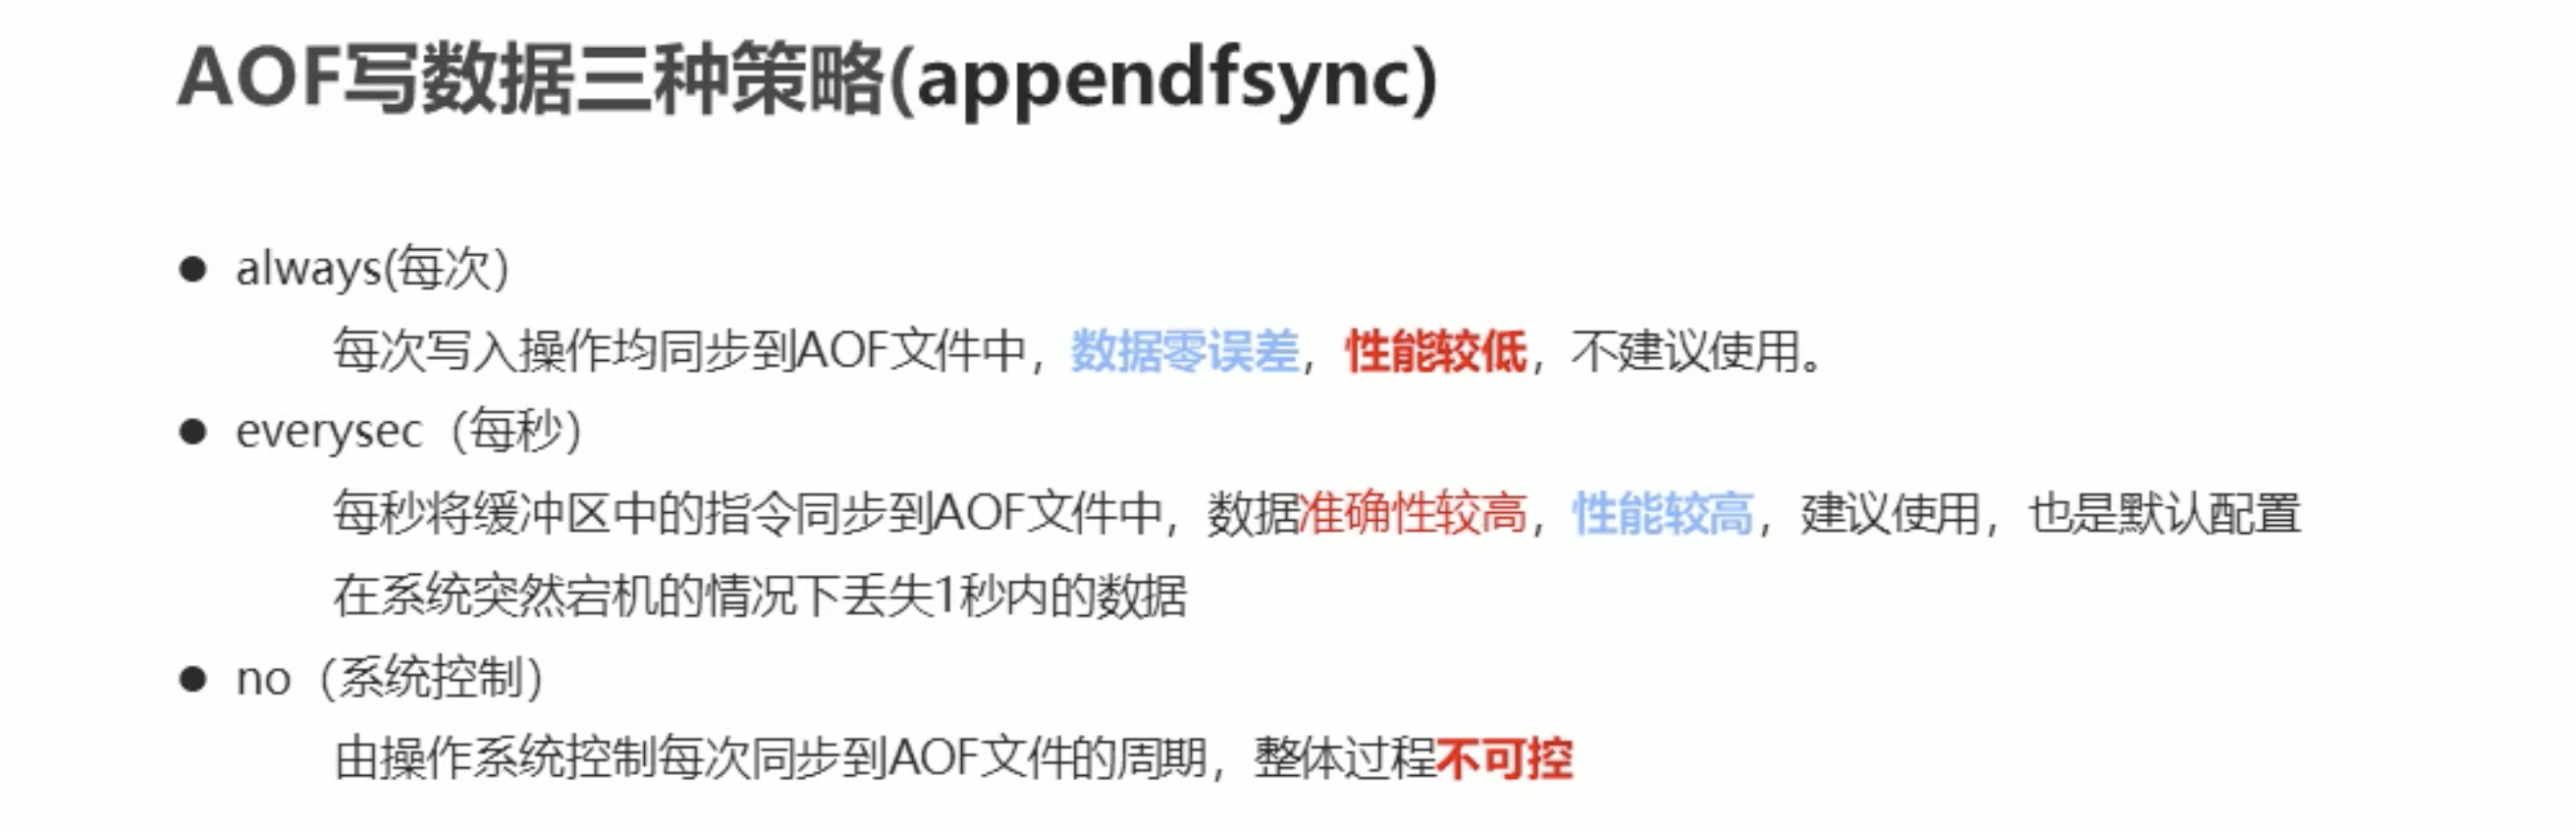 AOF写数据三种策略(appendfsync)
● always(每次）
每次写入操作均同步到AOF文件中，数据零误差，性能较低，不建议使用。
● everysec（每秒）
每秒将缓冲区中的指令同步到AOF文件中，数据准确性较高，性能较高，建议使用，也是默认配置
在系统突然宕机的情况下丢失1秒内的数据
● no（系统控制）
由操作系统控制每次同步到AOF文件的周期，整体过程不可控